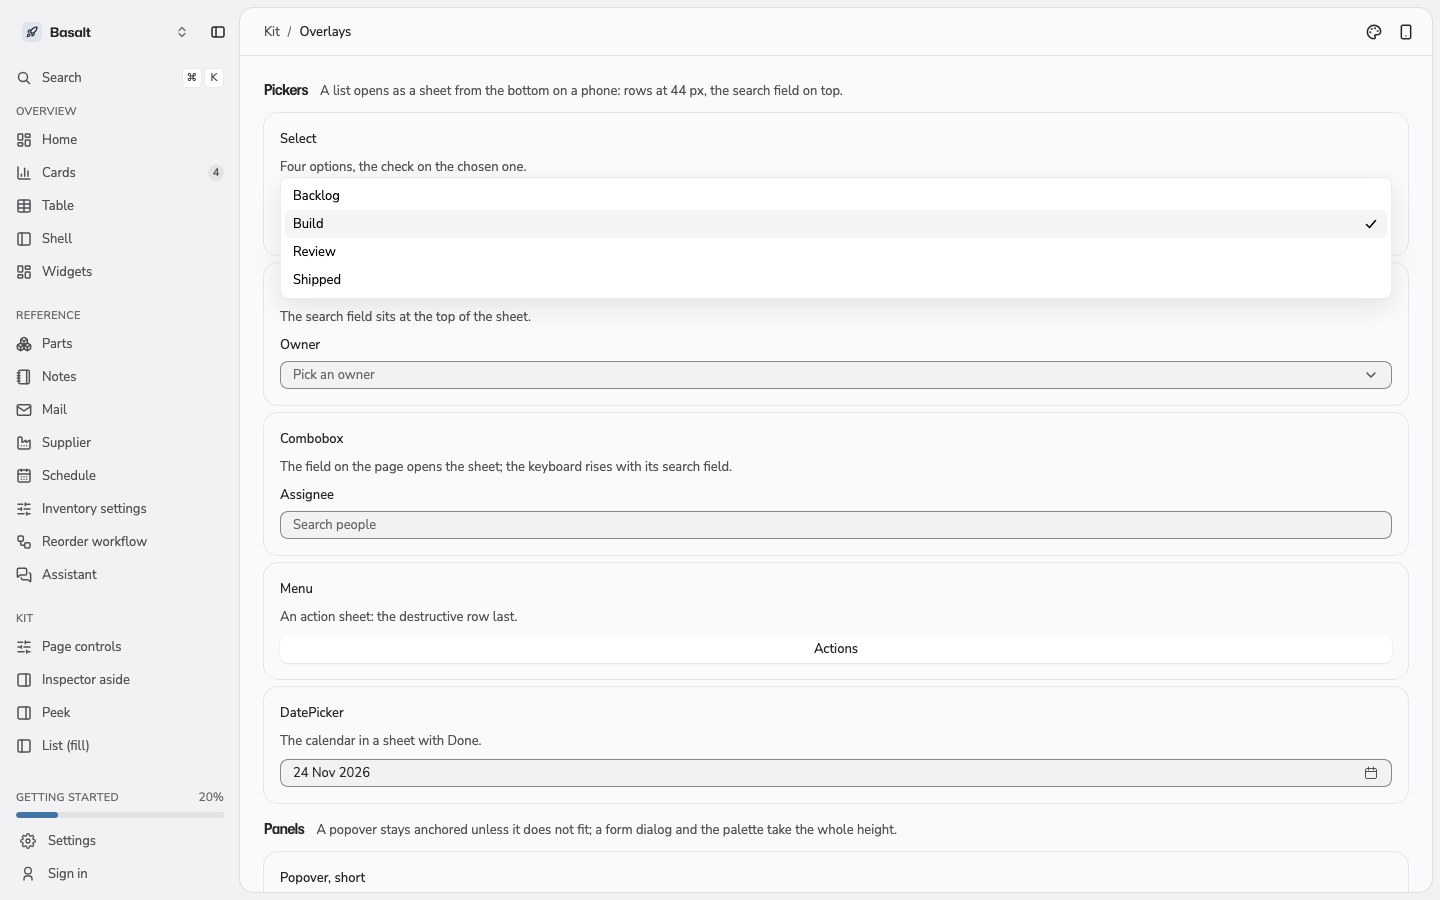 Basalt
Search ⌘ K
OVERVIEW
Home
Cards 4
Table
Shell
Widgets
REFERENCE
Parts
Notes
Mail
Supplier
Schedule
Inventory settings
Reorder workflow
Assistant
KIT
Page controls
Inspector aside
Peek
List (fill)
GETTING STARTED 20%
Settings
Sign in
Kit / Overlays
Pickers A list opens as a sheet from the bottom on a phone: rows at 44 px, the search field on top.
Select
Four options, the check on the chosen one.
Backlog
Build
Review
Shipped
The search field sits at the top of the sheet.
Owner
Pick an owner
Combobox
The field on the page opens the sheet; the keyboard rises with its search field.
Assignee
Search people
Menu
An action sheet: the destructive row last.
Actions
DatePicker
The calendar in a sheet with Done.
24 Nov 2026
Panels A popover stays anchored unless it does not fit; a form dialog and the palette take the whole height.
Popover, short